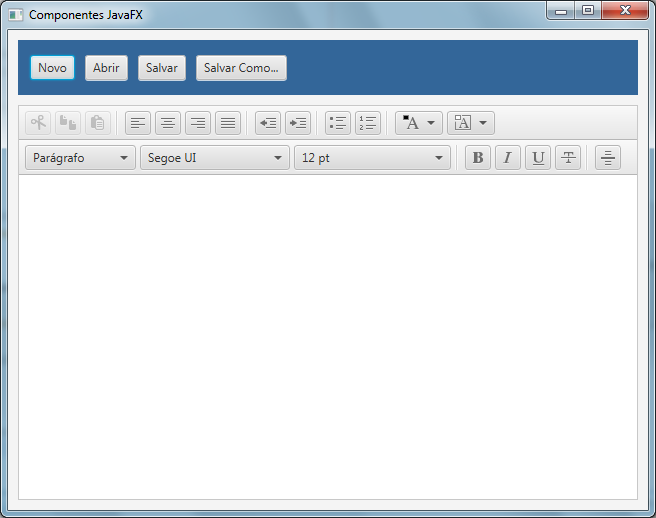 Componentes JavaFX
Novo Abrir Salvar Salvar Como...
A A
Parágrafo Segoe UI 12 pt B I U T